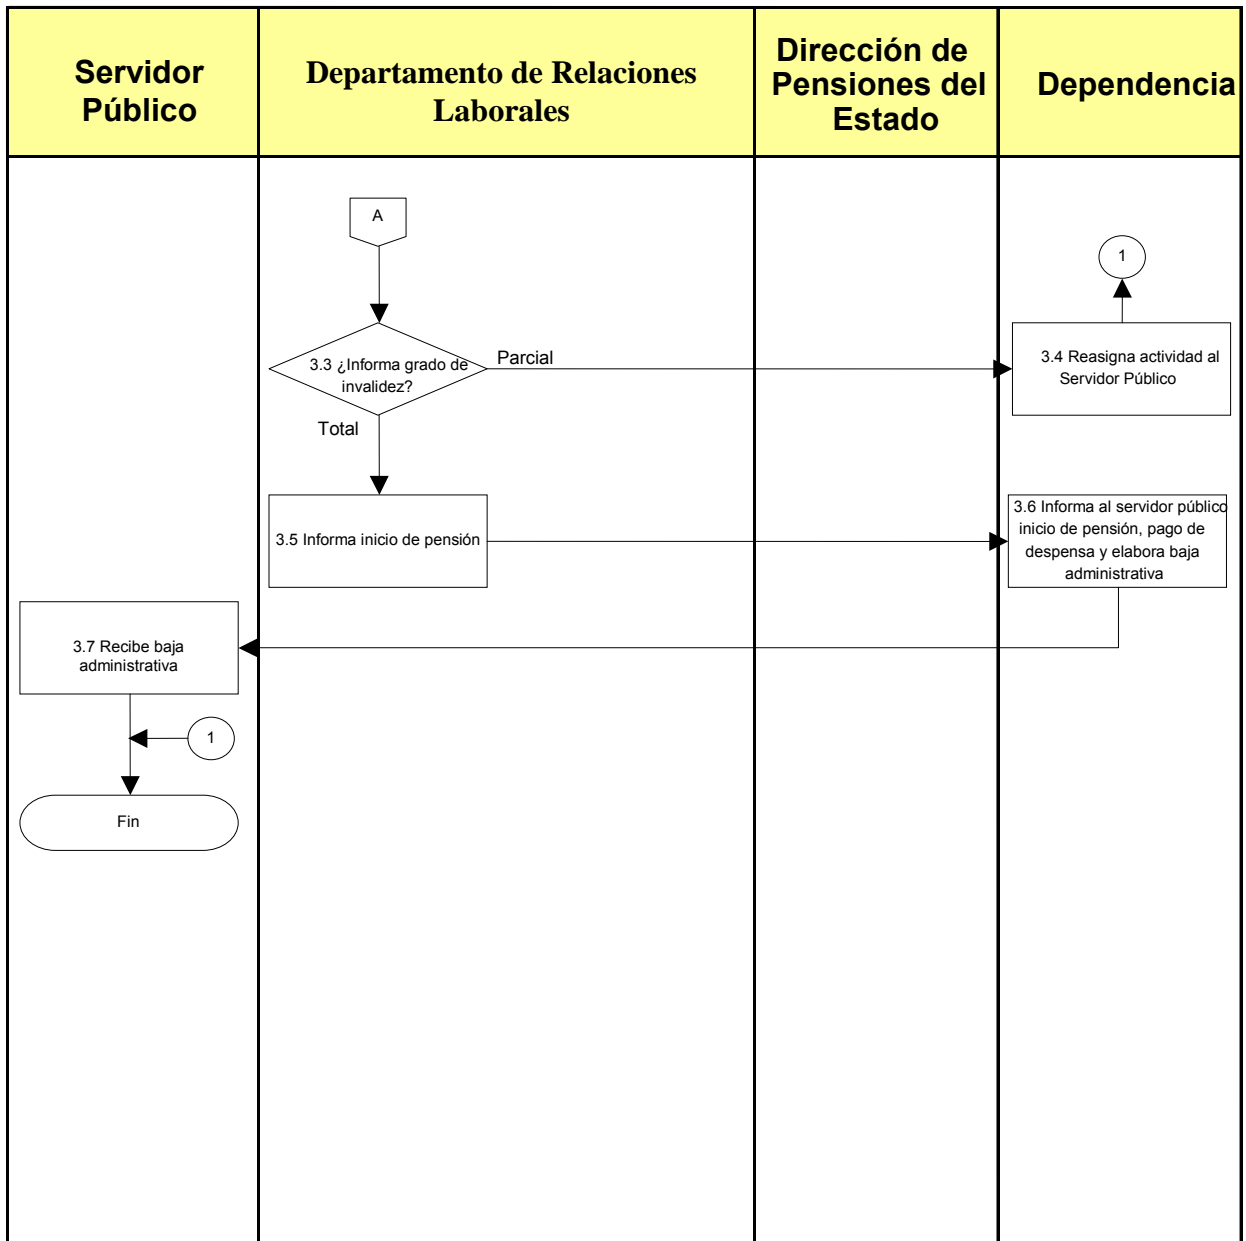 Servidor
Público
Departamento de Relaciones
Laborales
Dirección de
Pensiones del
Estado
Dependencia
A
1
3.3 ¿Informa grado de
invalidez?
Parcial
3.4 Reasigna actividad al
Servidor Público
Total
3.5 Informa inicio de pensión
3.6 Informa al servidor público
inicio de pensión, pago de
despensa y elabora baja
administrativa
3.7 Recibe baja
administrativa
1
Fin